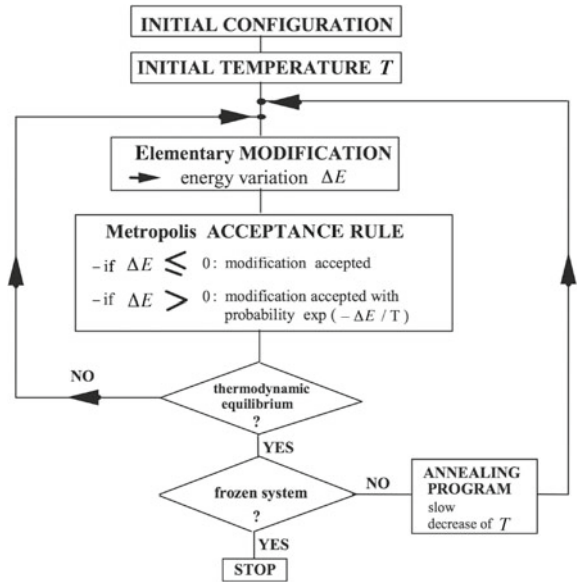 INITIAL CONFIGURATION
INITIAL TEMPERATURE T
Elementary MODIFICATION
energy variation ΔE
Metropolis ACCEPTANCE RULE
– if ΔE ≤ 0 : modification accepted
– if ΔE > 0 : modification accepted with
probability exp ( – ΔE / T )
NO
thermodynamic
equilibrium
?
YES
frozen system
?
NO
ANNEALING
PROGRAM
slow
decrease of T
YES
STOP